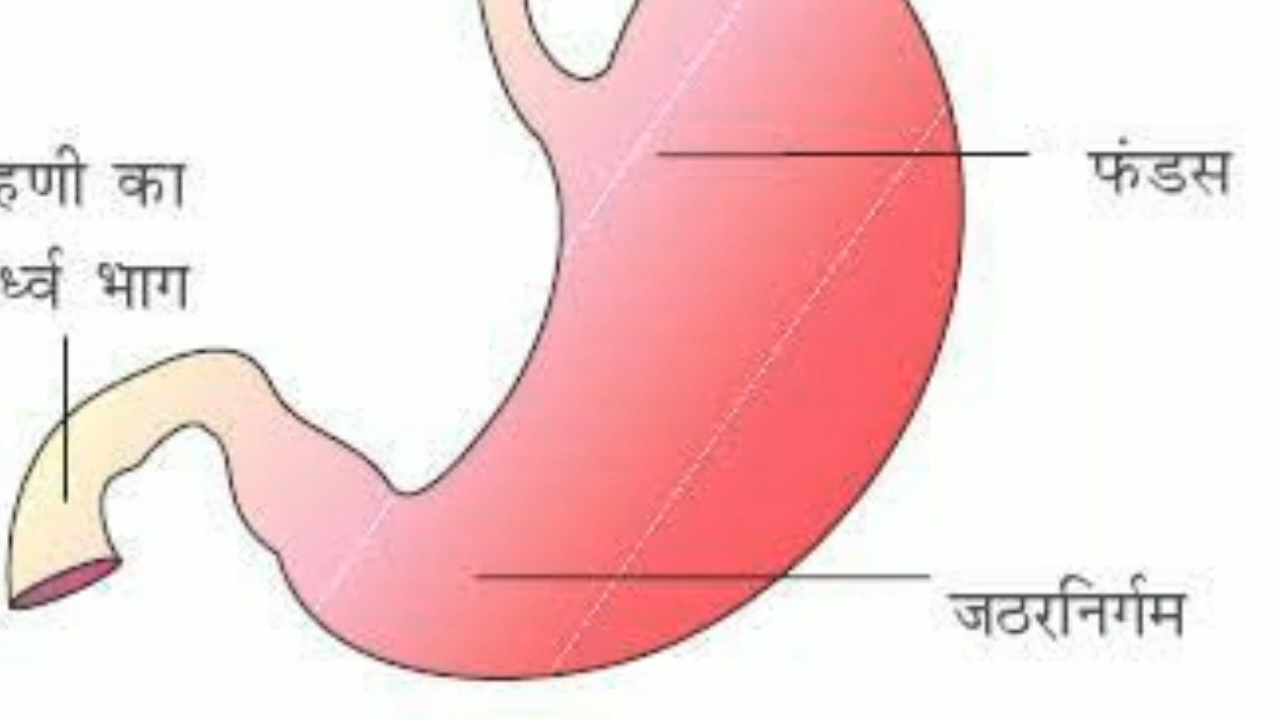 का
फंडस
भाग
जठरनिर्गम